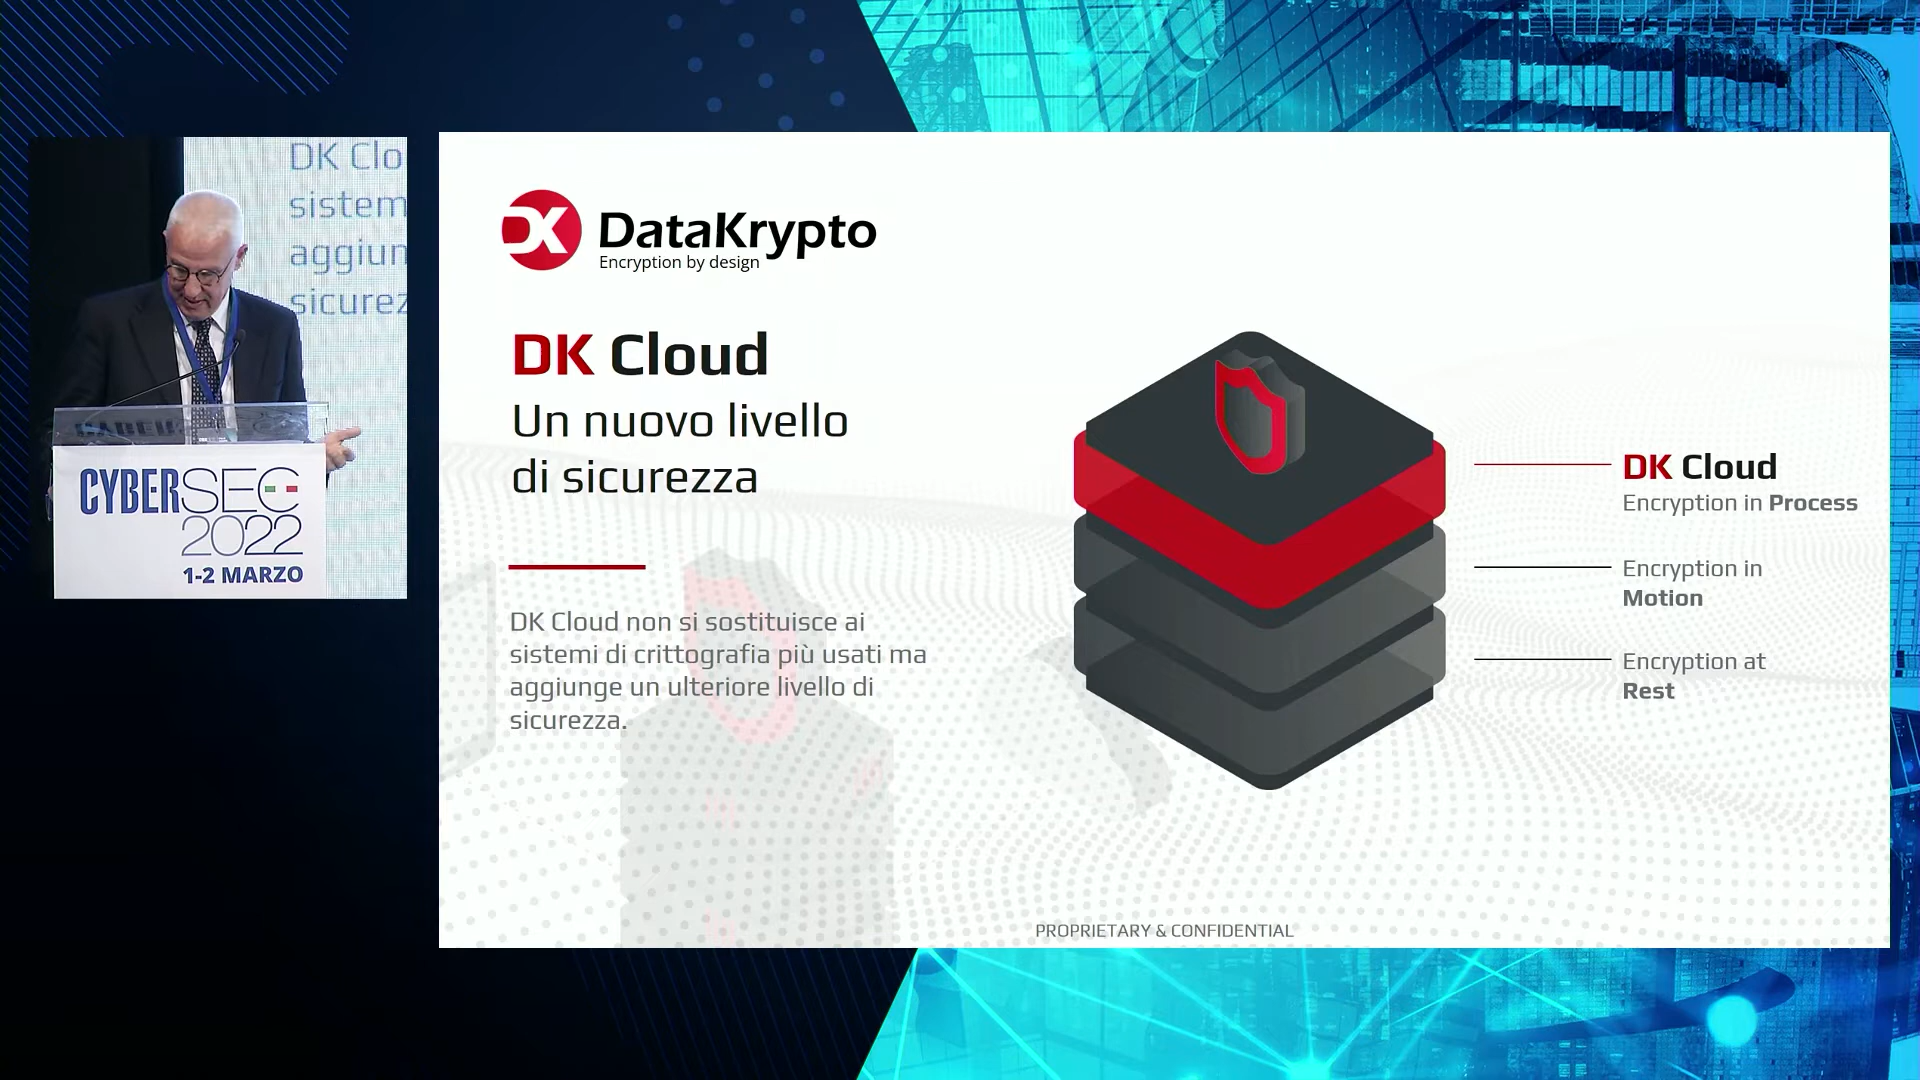 DK Clo
sistem
aggiun
sicurez
CYBERSEC
2022
1-2 MARZO
DK
DataKrypto
Encryption by design
DK Cloud
Un nuovo livello
di sicurezza
DK Cloud non si sostituisce ai
sistemi di crittografia più usati ma
aggiunge un ulteriore livello di
sicurezza.
DK Cloud
Encryption in Process
Encryption in
Motion
Encryption at
Rest
PROPRIETARY & CONFIDENTIAL